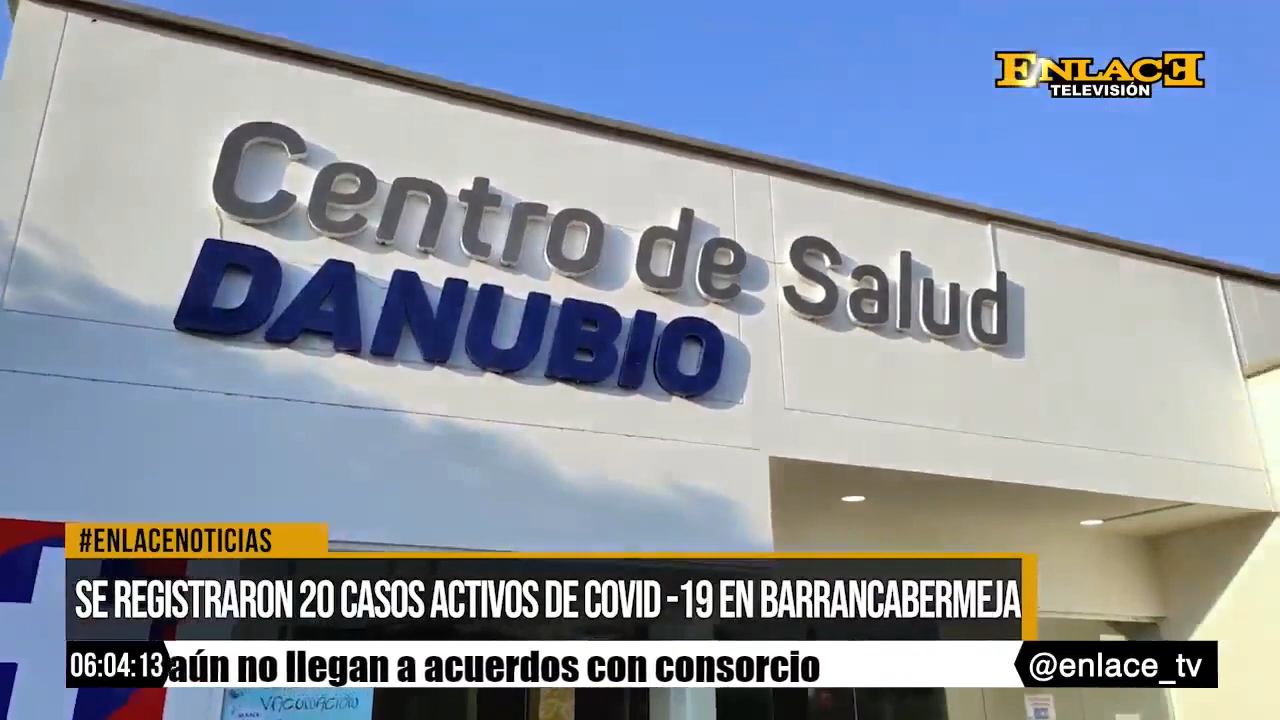 ENLACE
TELEVISIÓN
Centro de Salud
DANUBIO
#ENLACENOTICIAS
SE REGISTRARON 20 CASOS ACTIVOS DE COVID -19 EN BARRANCABERMEJA
06:04:13 aún no llegan a acuerdos con consorcio @enlace_tv
VACUNACIÓN